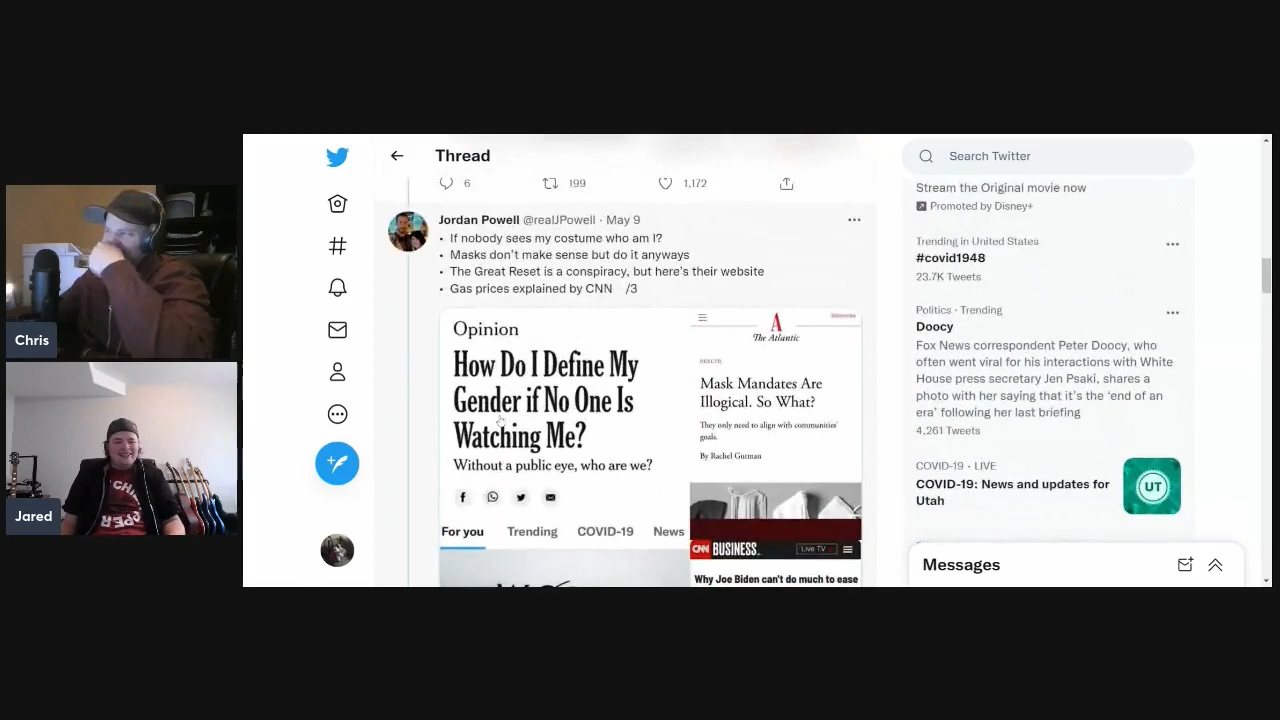 Chris
Jared
Thread
6
199
1,172
Jordan Powell @realJPowell · May 9
• If nobody sees my costume who am I?
• Masks don't make sense but do it anyways
• The Great Reset is a conspiracy, but here's their website
• Gas prices explained by CNN /3
Opinion
How Do I Define My
Gender if No One Is
Watching Me?
Without a public eye, who are we?
For you
Trending
COVID-19
News
The Atlantic
HEALTH
Mask Mandates Are
Illogical. So What?
They only need to align with communities'
goals.
By Rachel Gutman
CNN BUSINESS
Live TV
Why Joe Biden can't do much to ease
Search Twitter
Stream the Original movie now
Promoted by Disney+
Trending in United States
#covid1948
23.7K Tweets
Politics · Trending
Doocy
Fox News correspondent Peter Doocy, who
often went viral for his interactions with White
House press secretary Jen Psaki, shares a
photo with her saying that it's the 'end of an
era' following her last briefing
4,261 Tweets
COVID-19 · LIVE
COVID-19: News and updates for
Utah
UT
Messages